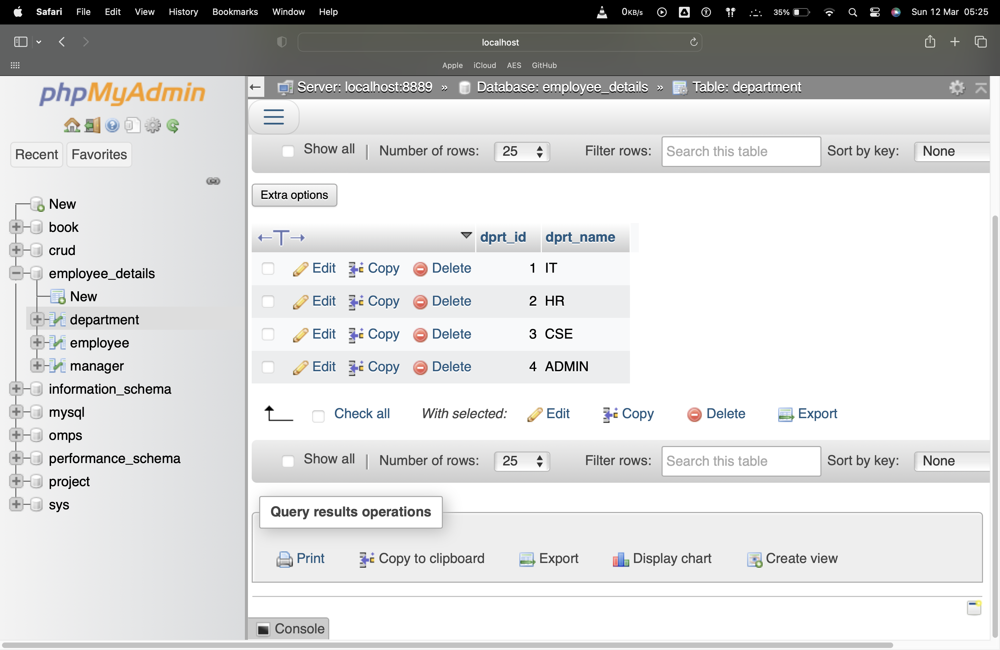 Safari File Edit View History Bookmarks Window Help 0KB/s 35% Sun 12 Mar 05:25
localhost
Apple iCloud AES GitHub
phpMyAdmin
Recent Favorites
New
book
crud
employee_details
New
department
employee
manager
information_schema
mysql
omps
performance_schema
project
sys
Server: localhost:8889 » Database: employee_details » Table: department
Show all | Number of rows: 25 Filter rows: Search this table Sort by key: None
Extra options
←T→ dprt_id dprt_name
Edit Copy Delete 1 IT
Edit Copy Delete 2 HR
Edit Copy Delete 3 CSE
Edit Copy Delete 4 ADMIN
Check all With selected: Edit Copy Delete Export
Show all | Number of rows: 25 Filter rows: Search this table Sort by key: None
Query results operations
Print Copy to clipboard Export Display chart Create view
Console